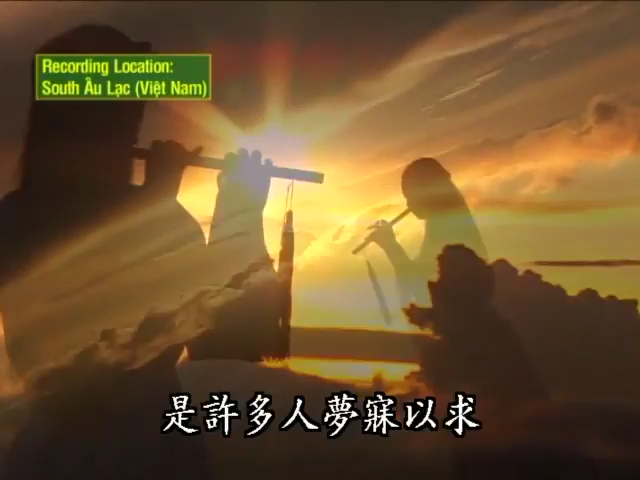 Recording Location:
South Âu Lạc (Việt Nam)
是許多人夢寐以求